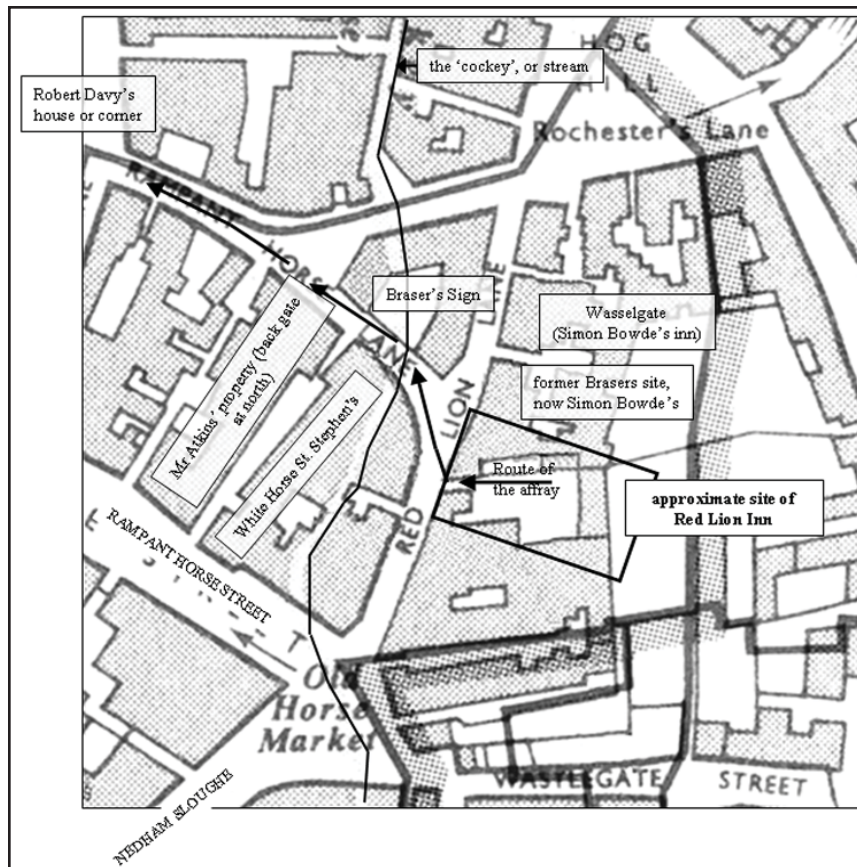 the 'cockey', or stream
HOG
HILL
Robert Davy's
house or corner
Rochester's Lane
RAMPANT
HORSE
LANE
Braser's Sign
Wasselgate
(Simon Bowde's inn)
former Brasers site,
now Simon Bowde's
Mr Atkins' property (back gate
at north)
White Horse St. Stephen's
RED LION LANE
Route of
the affray
approximate site of
Red Lion Inn
RAMPANT HORSE STREET
Old
Horse
Market
WASTLEGATE STREET
NEDHAM SLOUGHE